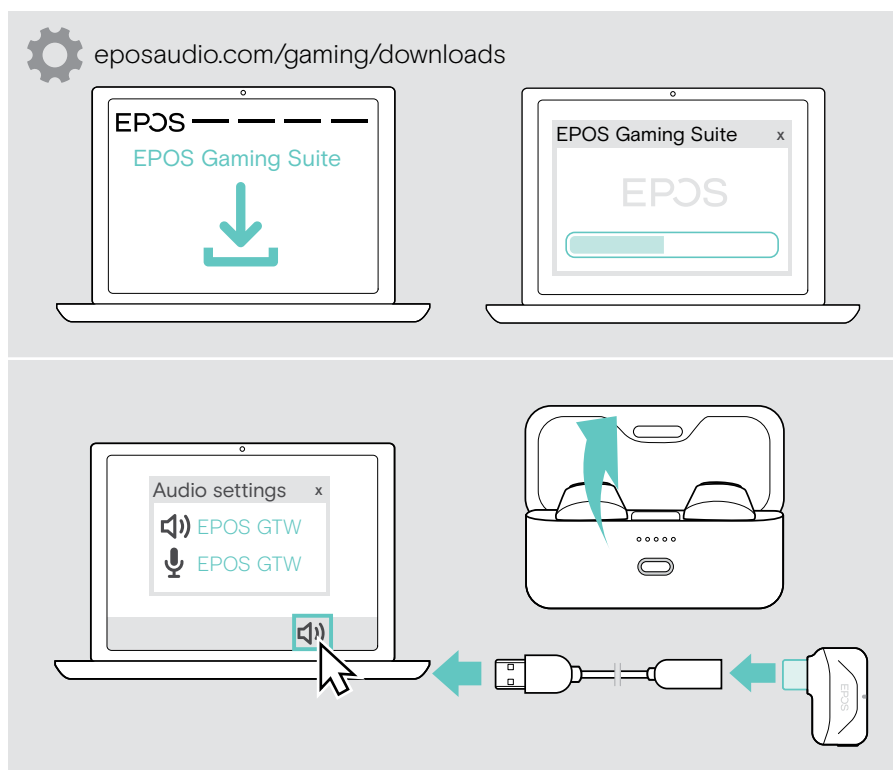 eposaudio.com/gaming/downloads
EPOS
EPOS Gaming Suite
EPOS Gaming Suite x
EPOS
Audio settings x
EPOS GTW
EPOS GTW
EPOS